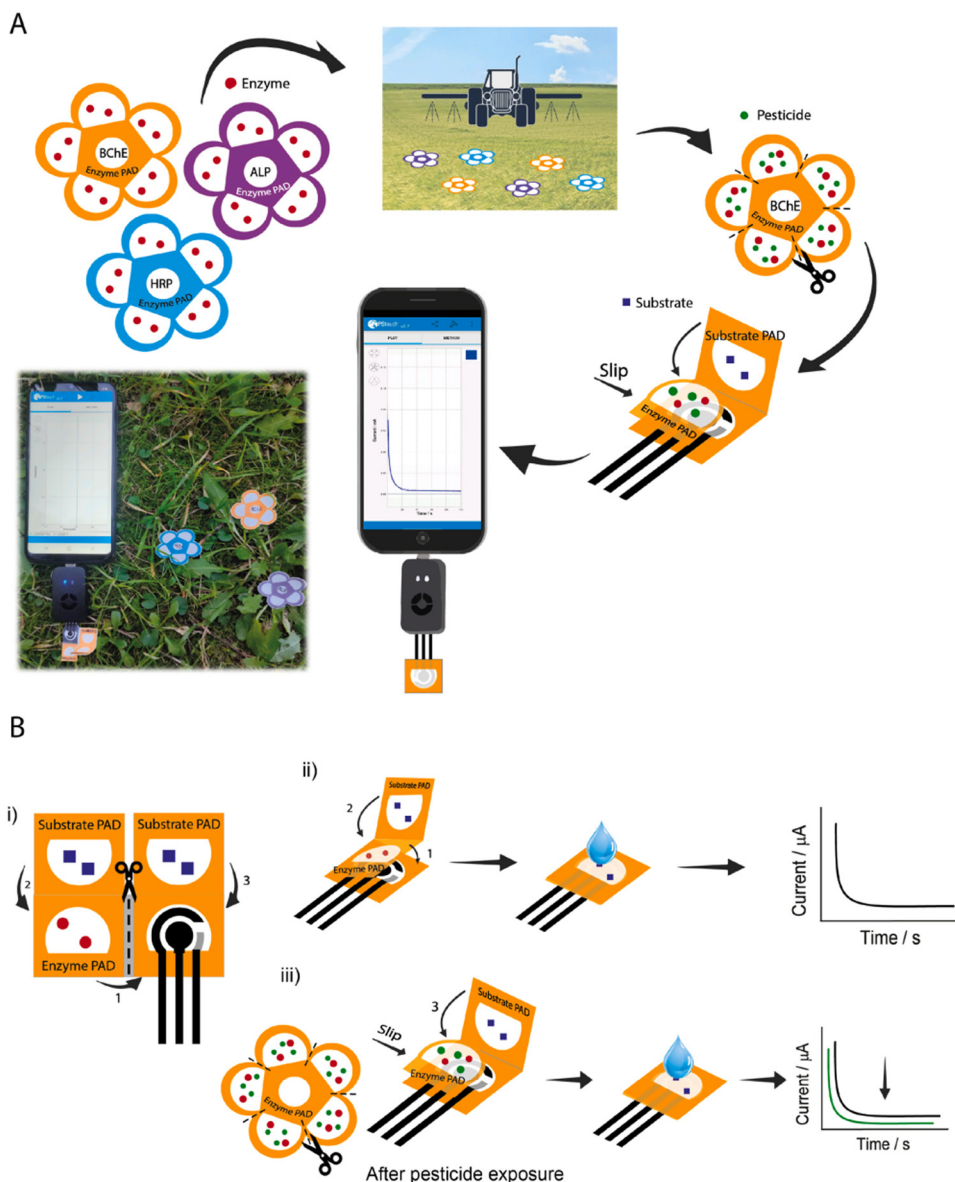 A
Enzyme
BChE
Enzyme PAD
ALP
Enzyme PAD
HRP
Enzyme PAD
Pesticide
BChE
Enzyme PAD
Substrate
Substrate PAD
Slip
Enzyme PAD
PStouch
PLOT
METHOD
Time / s
B
i)
Substrate PAD
Substrate PAD
2
3
Enzyme PAD
1
ii)
Substrate PAD
2
1
Enzyme PAD
Current / µA
Time / s
iii)
Enzyme PAD
Slip
3
Substrate PAD
Enzyme PAD
Current / µA
Time / s
After pesticide exposure